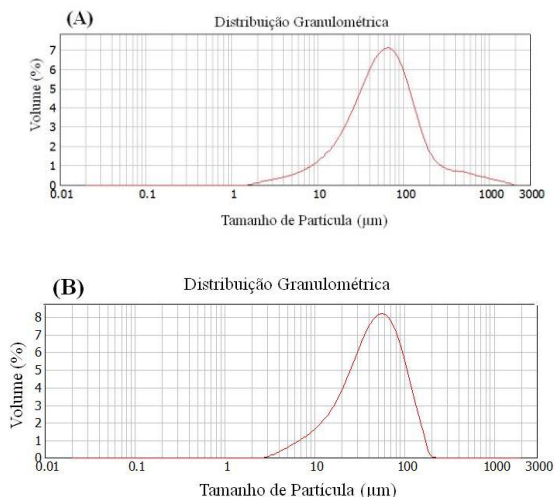 (A) Distribuição Granulométrica
Volume (%)
7
6
5
4
3
2
1
0
0.01 0.1 1 10 100 1000 3000
Tamanho de Partícula (µm)
(B) Distribuição Granulométrica
Volume (%)
8
7
6
5
4
3
2
1
0
0.01 0.1 1 10 100 1000 3000
Tamanho de Partícula (µm)